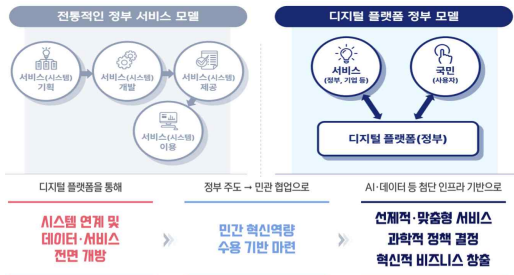 전통적인 정부 서비스 모델
서비스(시스템)
기획
서비스(시스템)
개발
서비스(시스템)
제공
서비스(시스템)
이용
디지털 플랫폼 정부 모델
서비스
(정부, 기업 등)
국민
(사용자)
디지털 플랫폼(정부)
디지털 플랫폼을 통해
시스템 연계 및
데이터·서비스
전면 개방
정부 주도 → 민관 협업으로
민간 혁신역량
수용 기반 마련
AI·데이터 등 첨단 인프라 기반으로
선제적·맞춤형 서비스
과학적 정책 결정
혁신적 비즈니스 창출